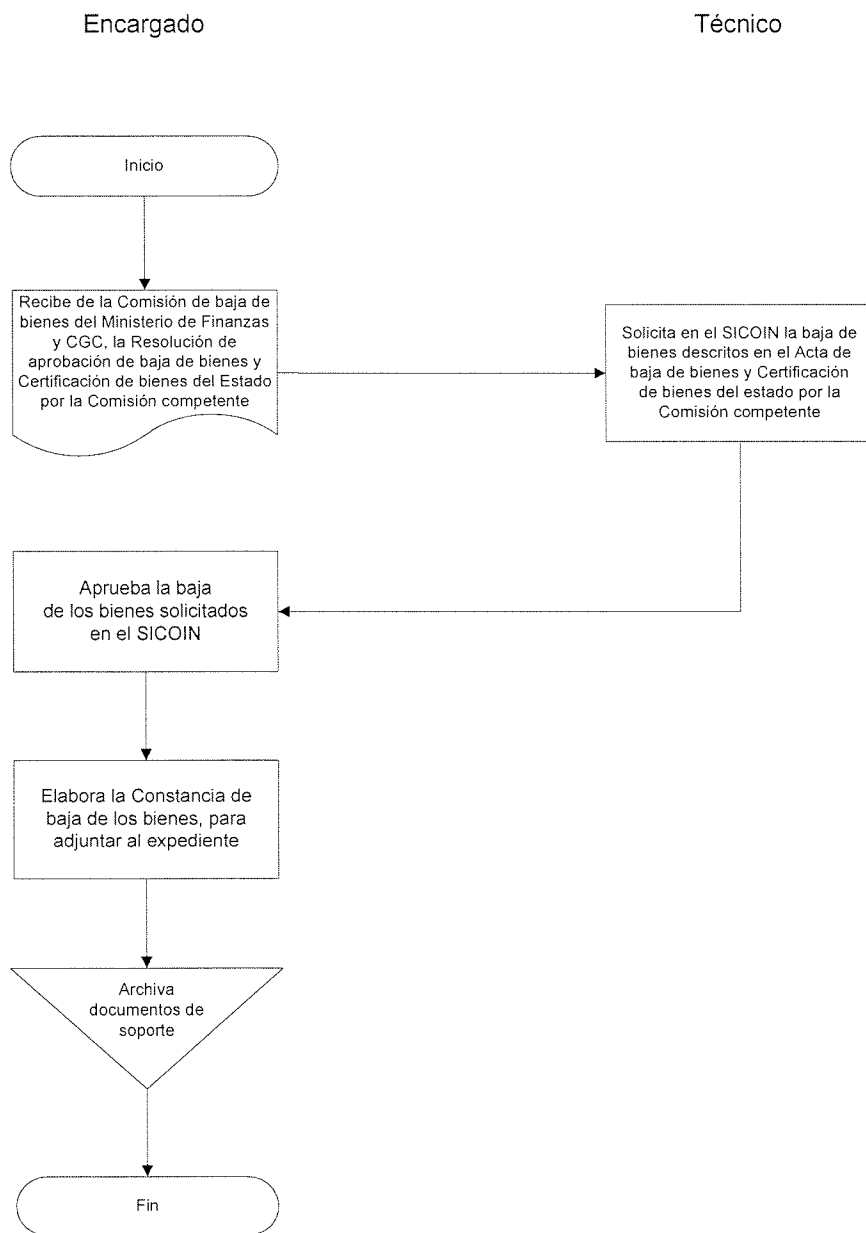 Encargado
Técnico
Inicio
Recibe de la Comisión de baja de
bienes del Ministerio de Finanzas
y CGC, la Resolución de
aprobación de baja de bienes y
Certificación de bienes del Estado
por la Comisión competente
Solicita en el SICOIN la baja de
bienes descritos en el Acta de
baja de bienes y Certificación
de bienes del estado por la
Comisión competente
Aprueba la baja
de los bienes solicitados
en el SICOIN
Elabora la Constancia de
baja de los bienes, para
adjuntar al expediente
Archiva
documentos de
soporte
Fin